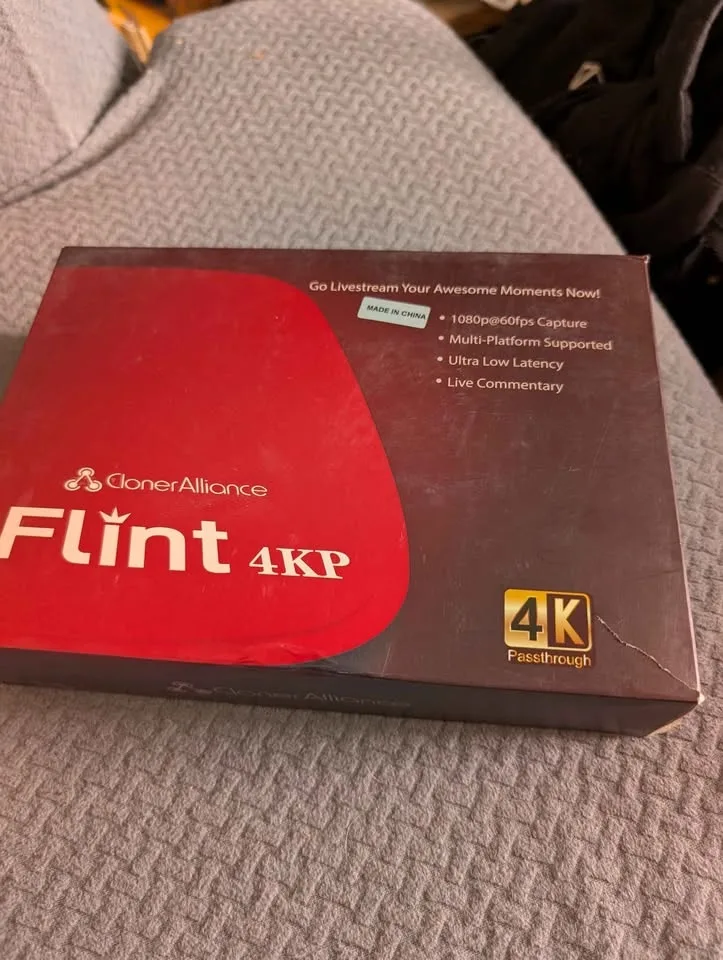 Go Livestream Your Awesome Moments Now!
MADE IN CHINA
• 1080p@60fps Capture
• Multi-Platform Supported
• Ultra Low Latency
• Live Commentary
ClonerAlliance
Flint 4KP
4K
Passthrough
ClonerAlliance